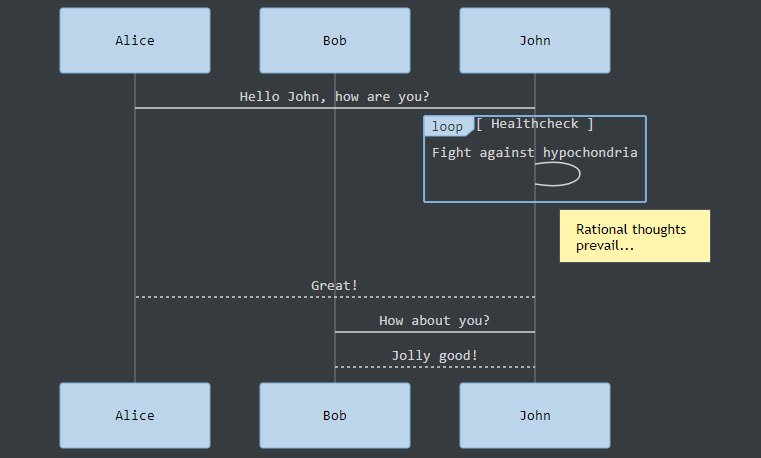 Alice
Bob
John
Hello John, how are you?
loop
[ Healthcheck ]
Fight against hypochondria
Rational thoughts
prevail...
Great!
How about you?
Jolly good!
Alice
Bob
John